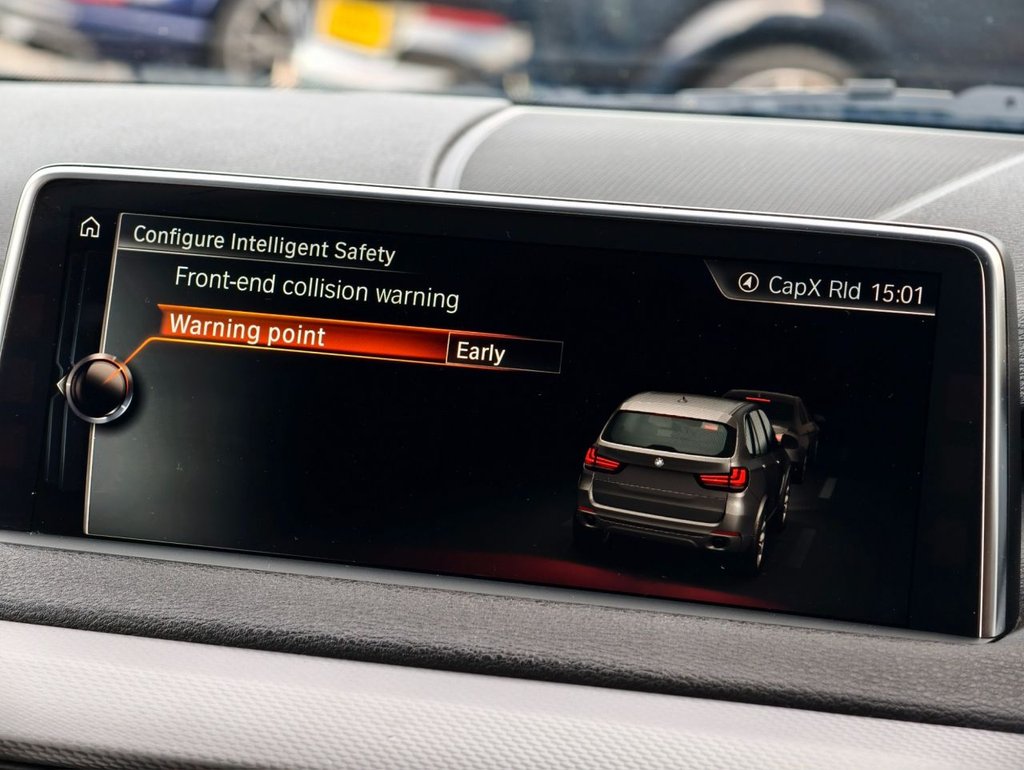 Configure Intelligent Safety
CapX Rld 15:01
Front-end collision warning
Warning point Early